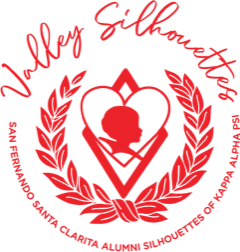 Valley Silhouettes
SAN FERNANDO SANTA CLARITA ALUMNI SILHOUETTES OF KAPPA ALPHA PSI